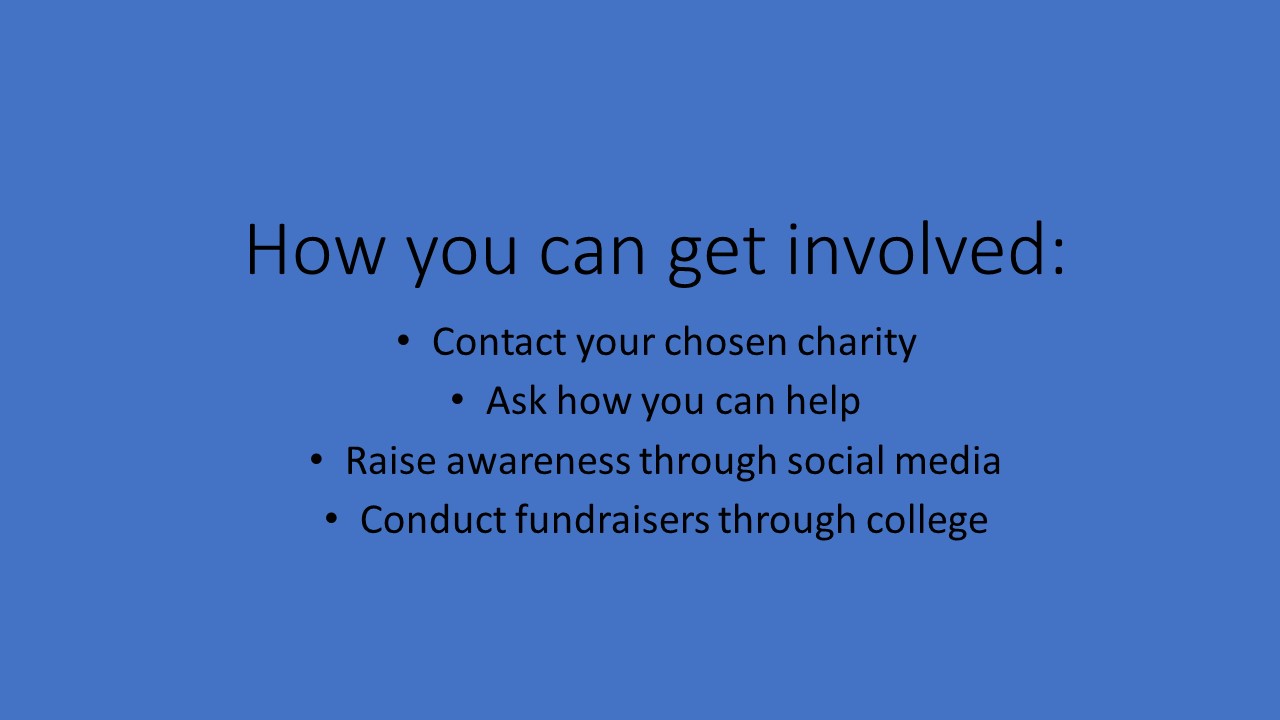 How you can get involved:
• Contact your chosen charity
• Ask how you can help
• Raise awareness through social media
• Conduct fundraisers through college